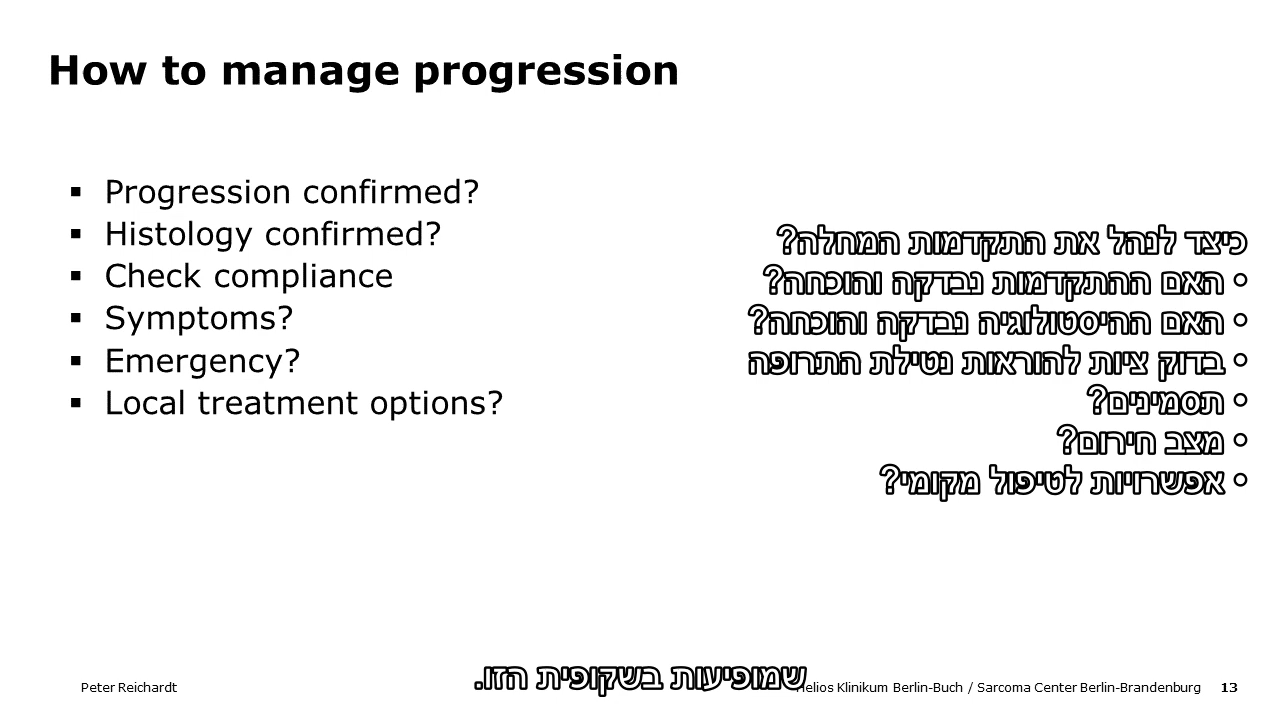 How to manage progression
▪ Progression confirmed?
▪ Histology confirmed?
▪ Check compliance
▪ Symptoms?
▪ Emergency?
▪ Local treatment options?
כיצד לנהל את התקדמות המחלה?
• האם ההתקדמות נבדקה והוכחה?
• האם ההיסטולוגיה נבדקה והוכחה?
• בדוק ציות להוראות נטילת התרופה
• תסמינים?
• מצב חירום?
• אפשרויות לטיפול מקומי?
שמופיעות בשקופית הזו.
Peter Reichardt
Helios Klinikum Berlin-Buch / Sarcoma Center Berlin-Brandenburg 13